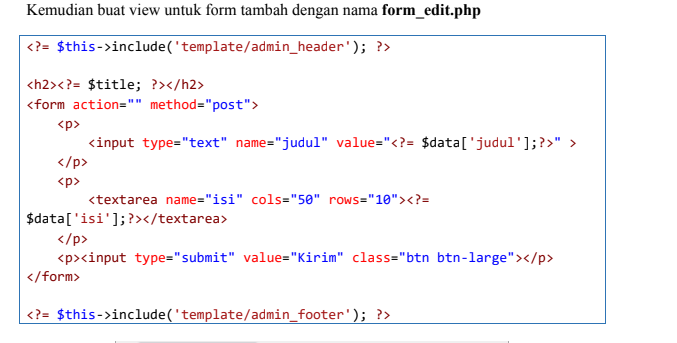 Kemudian buat view untuk form tambah dengan nama form_edit.php
<?= $this->include('template/admin_header'); ?>
<h2><?= $title; ?></h2>
<form action="" method="post">
<p>
<input type="text" name="judul" value="<?= $data['judul'];?>" >
</p>
<p>
<textarea name="isi" cols="50" rows="10"><?=
$data['isi'];?></textarea>
</p>
<p><input type="submit" value="Kirim" class="btn btn-large"></p>
</form>
<?= $this->include('template/admin_footer'); ?>